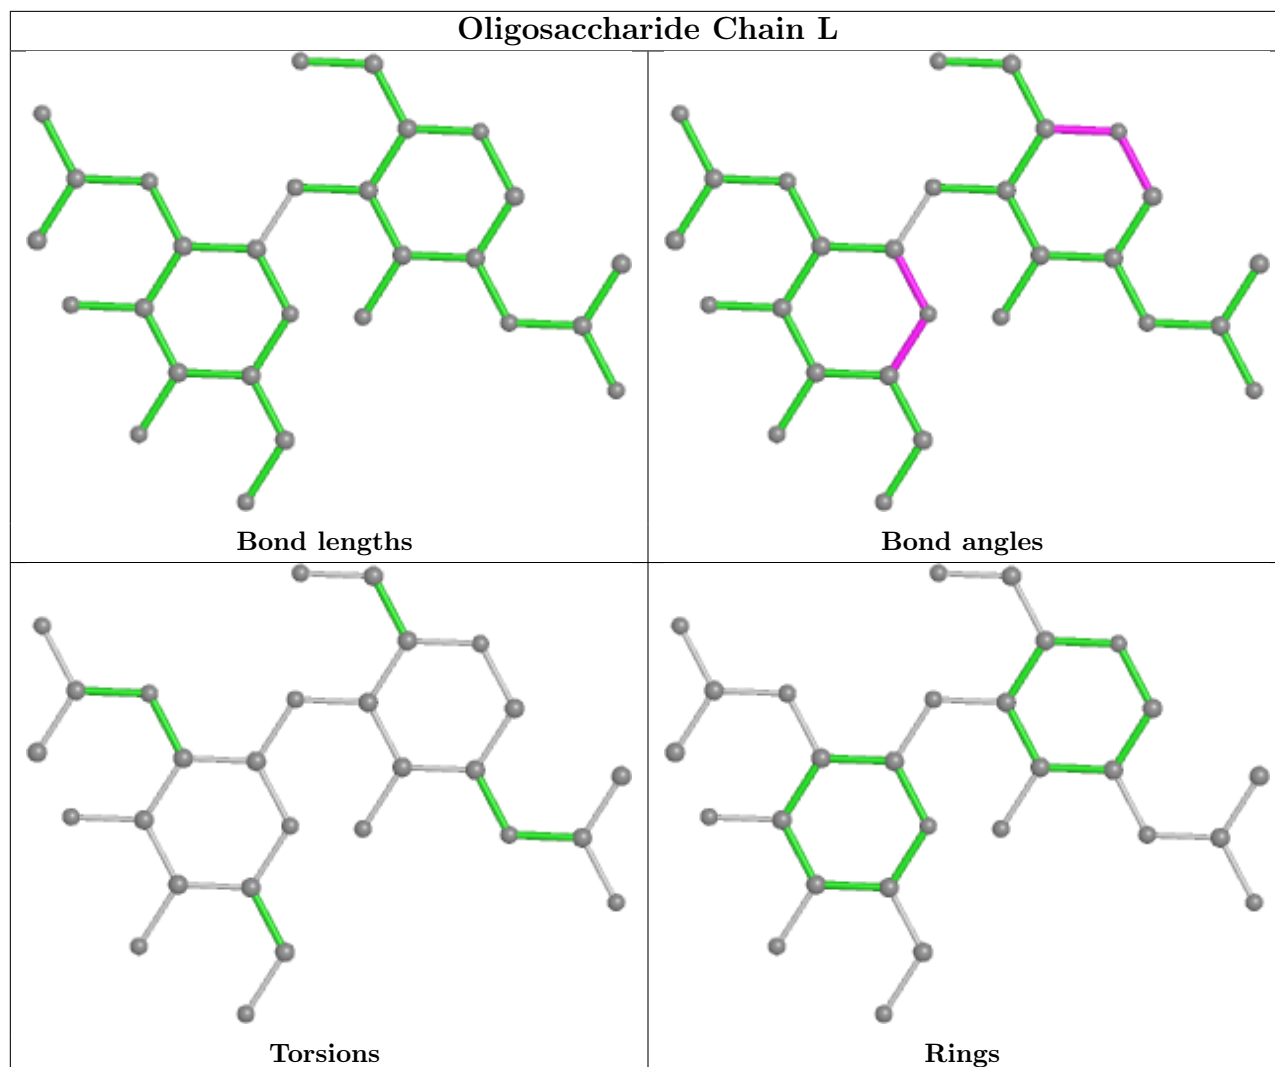 Oligosaccharide Chain L
Bond lengths
Bond angles
Torsions
Rings